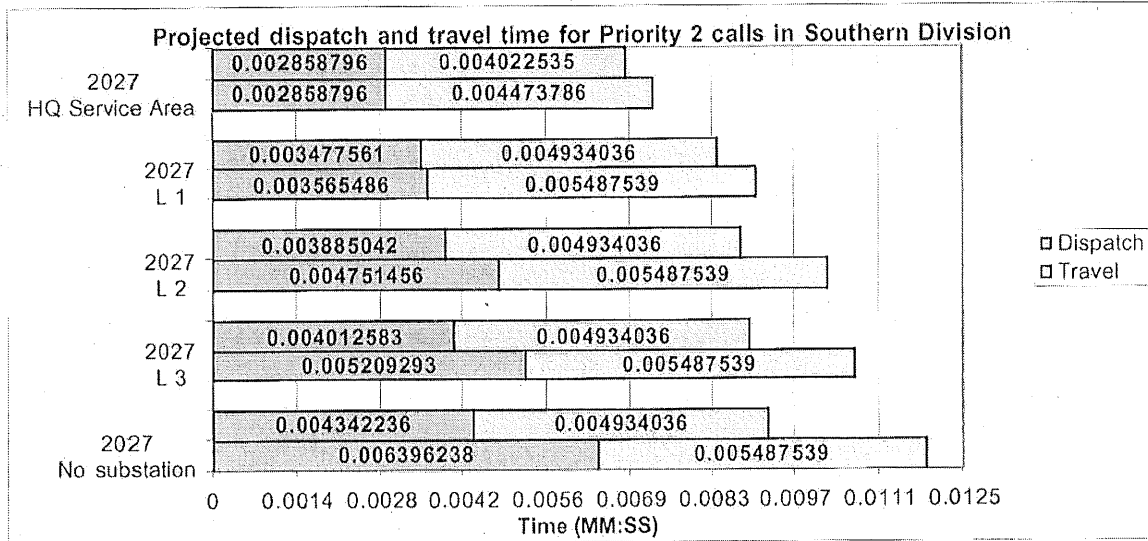 Projected dispatch and travel time for Priority 2 calls in Southern Division
2027
HQ Service Area
0.002858796 0.004022535
0.002858796 0.004473786
2027
L 1
0.003477561 0.004934036
0.003565486 0.005487539
2027
L 2
0.003885042 0.004934036
0.004751456 0.005487539
2027
L 3
0.004012583 0.004934036
0.005209293 0.005487539
2027
No substation
0.004342236 0.004934036
0.006396238 0.005487539
Dispatch
Travel
0 0.0014 0.0028 0.0042 0.0056 0.0069 0.0083 0.0097 0.0111 0.0125
Time (MM:SS)